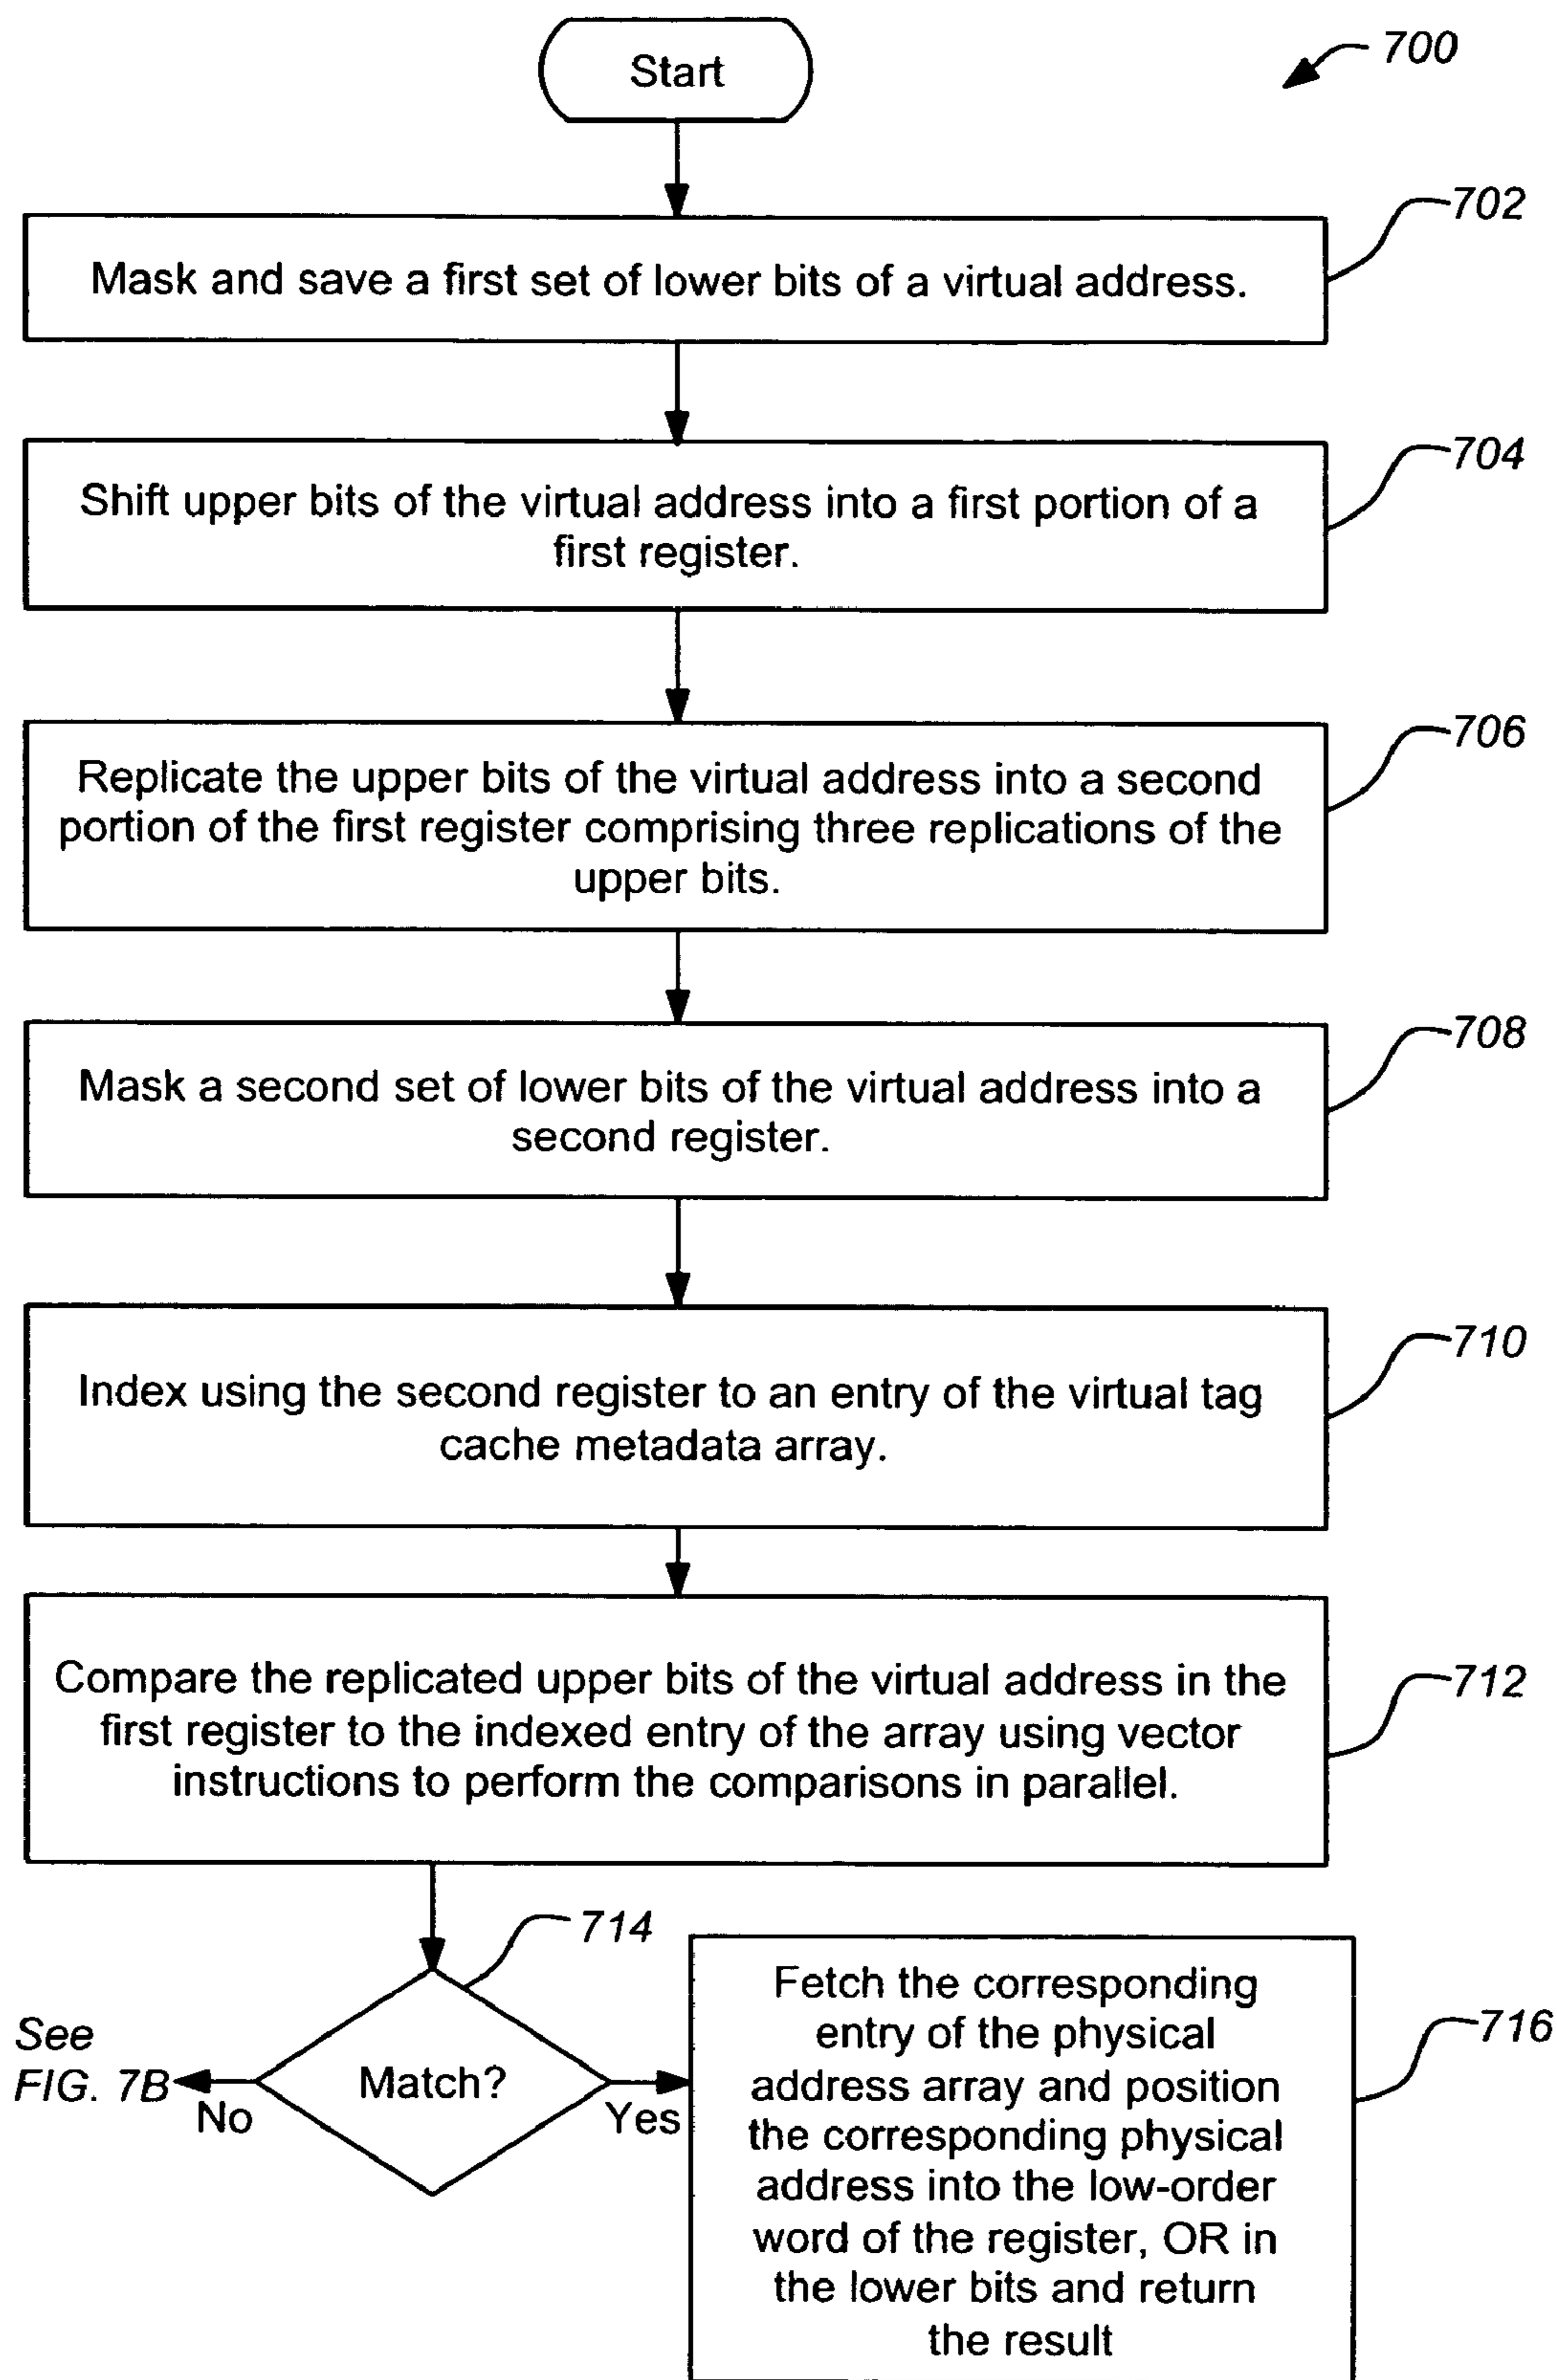 Start
700
702
Mask and save a first set of lower bits of a virtual address.
704
Shift upper bits of the virtual address into a first portion of a
first register.
706
Replicate the upper bits of the virtual address into a second
portion of the first register comprising three replications of the
upper bits.
708
Mask a second set of lower bits of the virtual address into a
second register.
710
Index using the second register to an entry of the virtual tag
cache metadata array.
712
Compare the replicated upper bits of the virtual address in the
first register to the indexed entry of the array using vector
instructions to perform the comparisons in parallel.
714
See
FIG. 7B
No
Match?
Yes
716
Fetch the corresponding
entry of the physical
address array and position
the corresponding physical
address into the low-order
word of the register, OR in
the lower bits and return
the result